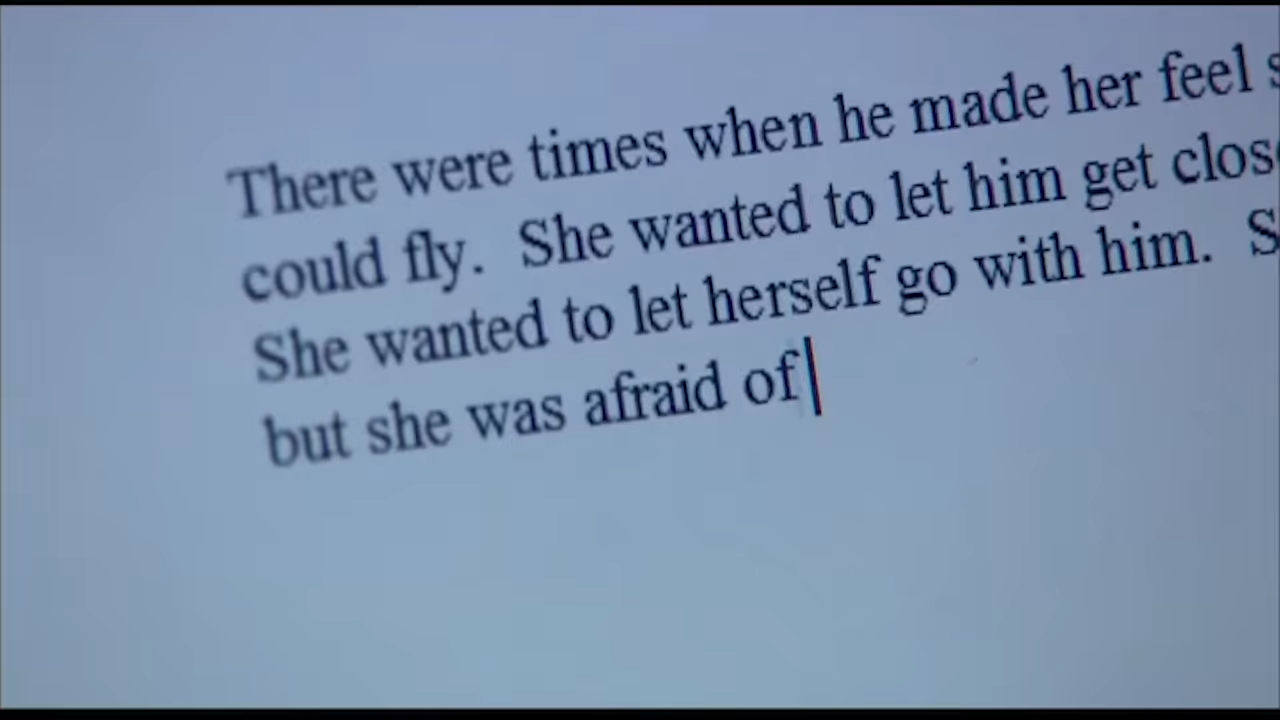 There were times when he made her feel
could fly. She wanted to let him get
She wanted to let herself go with him.
but she was afraid of